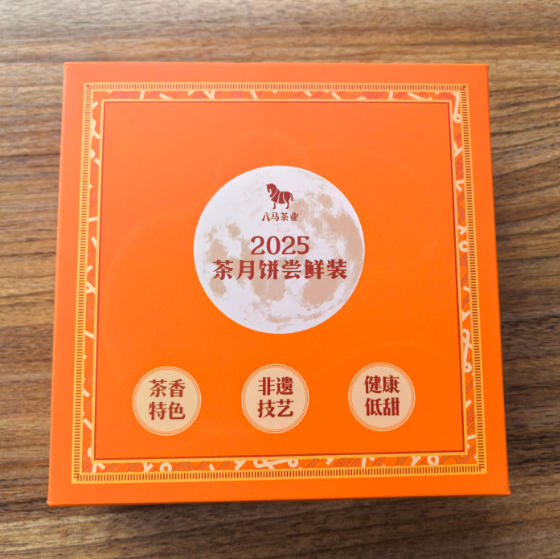 八马茶业
2025
茶月饼尝鲜装
茶香
特色
非遗
技艺
健康
低甜